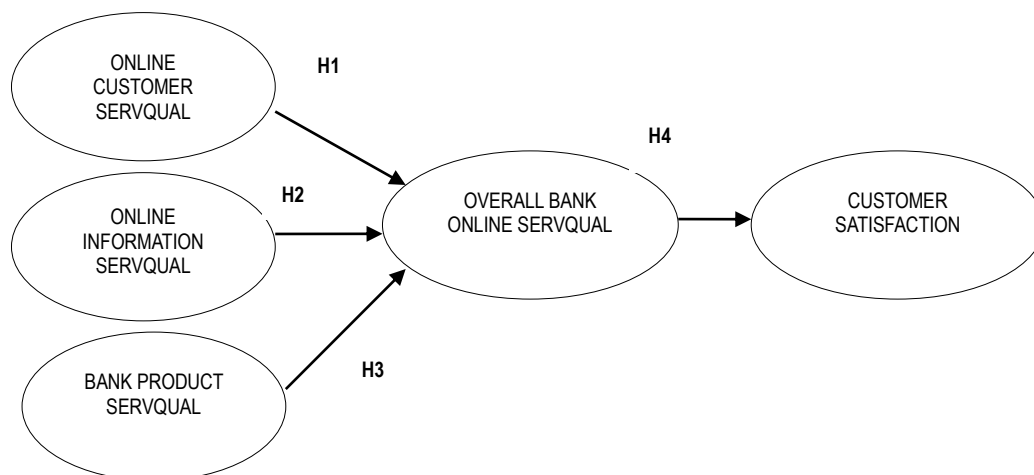 ONLINE
CUSTOMER
SERVQUAL
H1
H2
ONLINE
INFORMATION
SERVQUAL
BANK PRODUCT
SERVQUAL
H3
OVERALL BANK
ONLINE SERVQUAL
H4
CUSTOMER
SATISFACTION